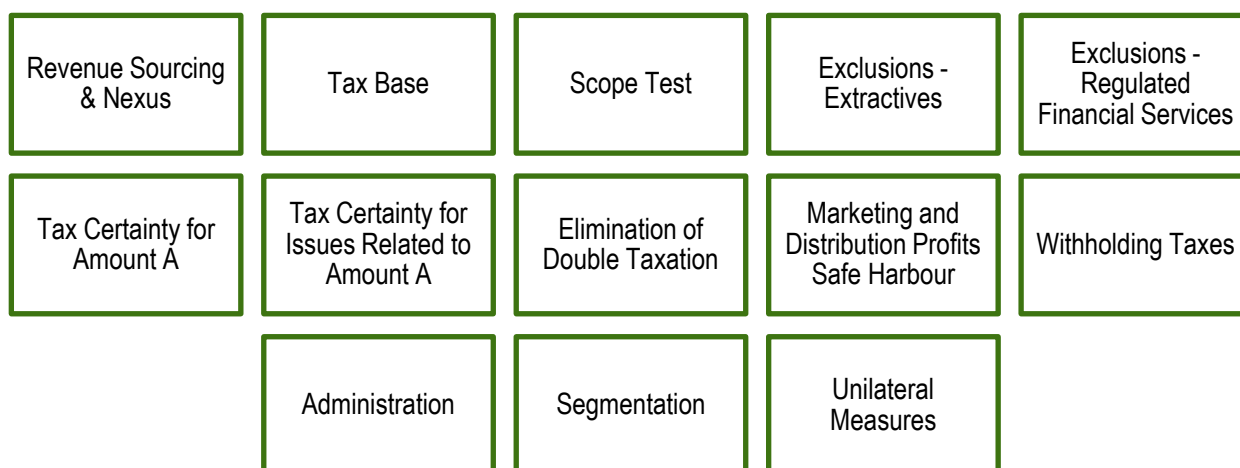 Revenue Sourcing
& Nexus
Tax Base
Scope Test
Exclusions -
Extractives
Exclusions -
Regulated
Financial Services
Tax Certainty for
Amount A
Tax Certainty for
Issues Related to
Amount A
Elimination of
Double Taxation
Marketing and
Distribution Profits
Safe Harbour
Withholding Taxes
Administration
Segmentation
Unilateral
Measures